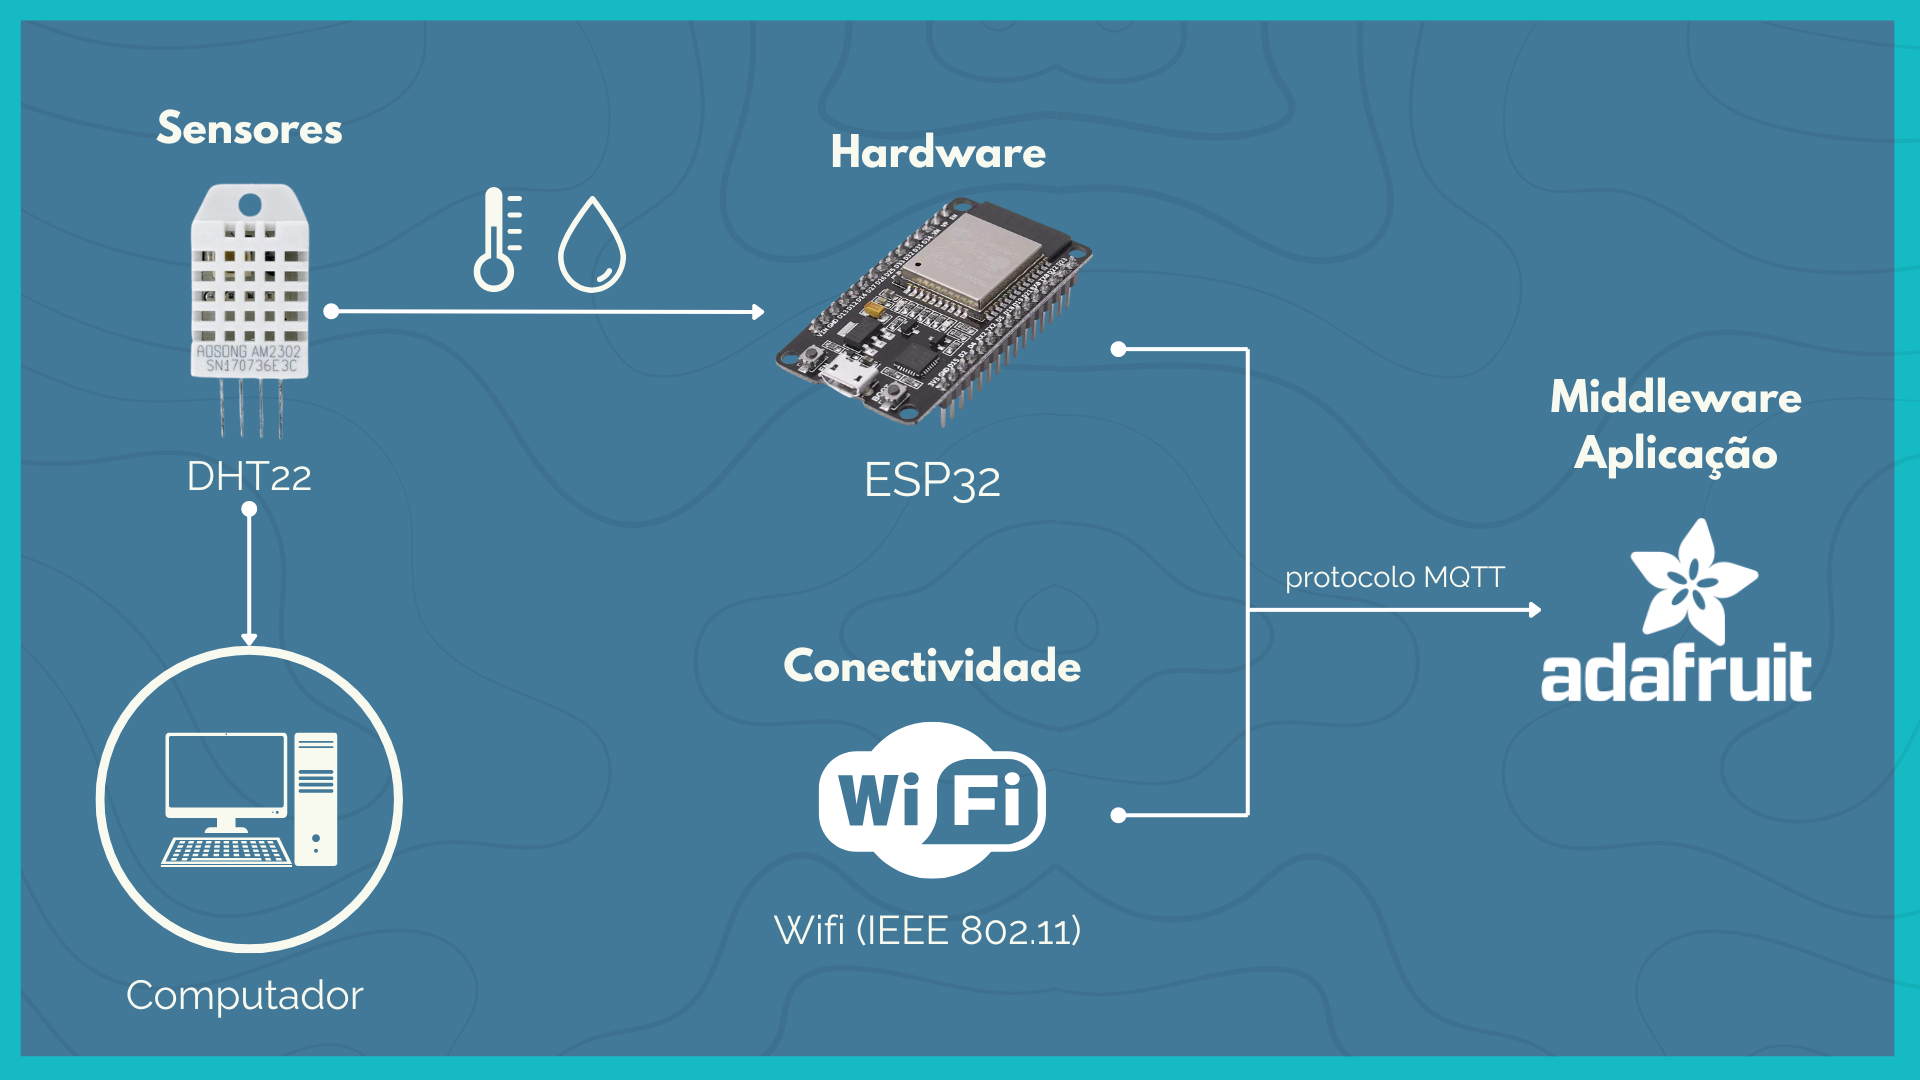 Sensores
AOSONG AM2302
SN170736E3C
DHT22
Computador
Hardware
ESP32
Conectividade
Wi Fi
Wifi (IEEE 802.11)
protocolo MQTT
Middleware
Aplicação
adafruit